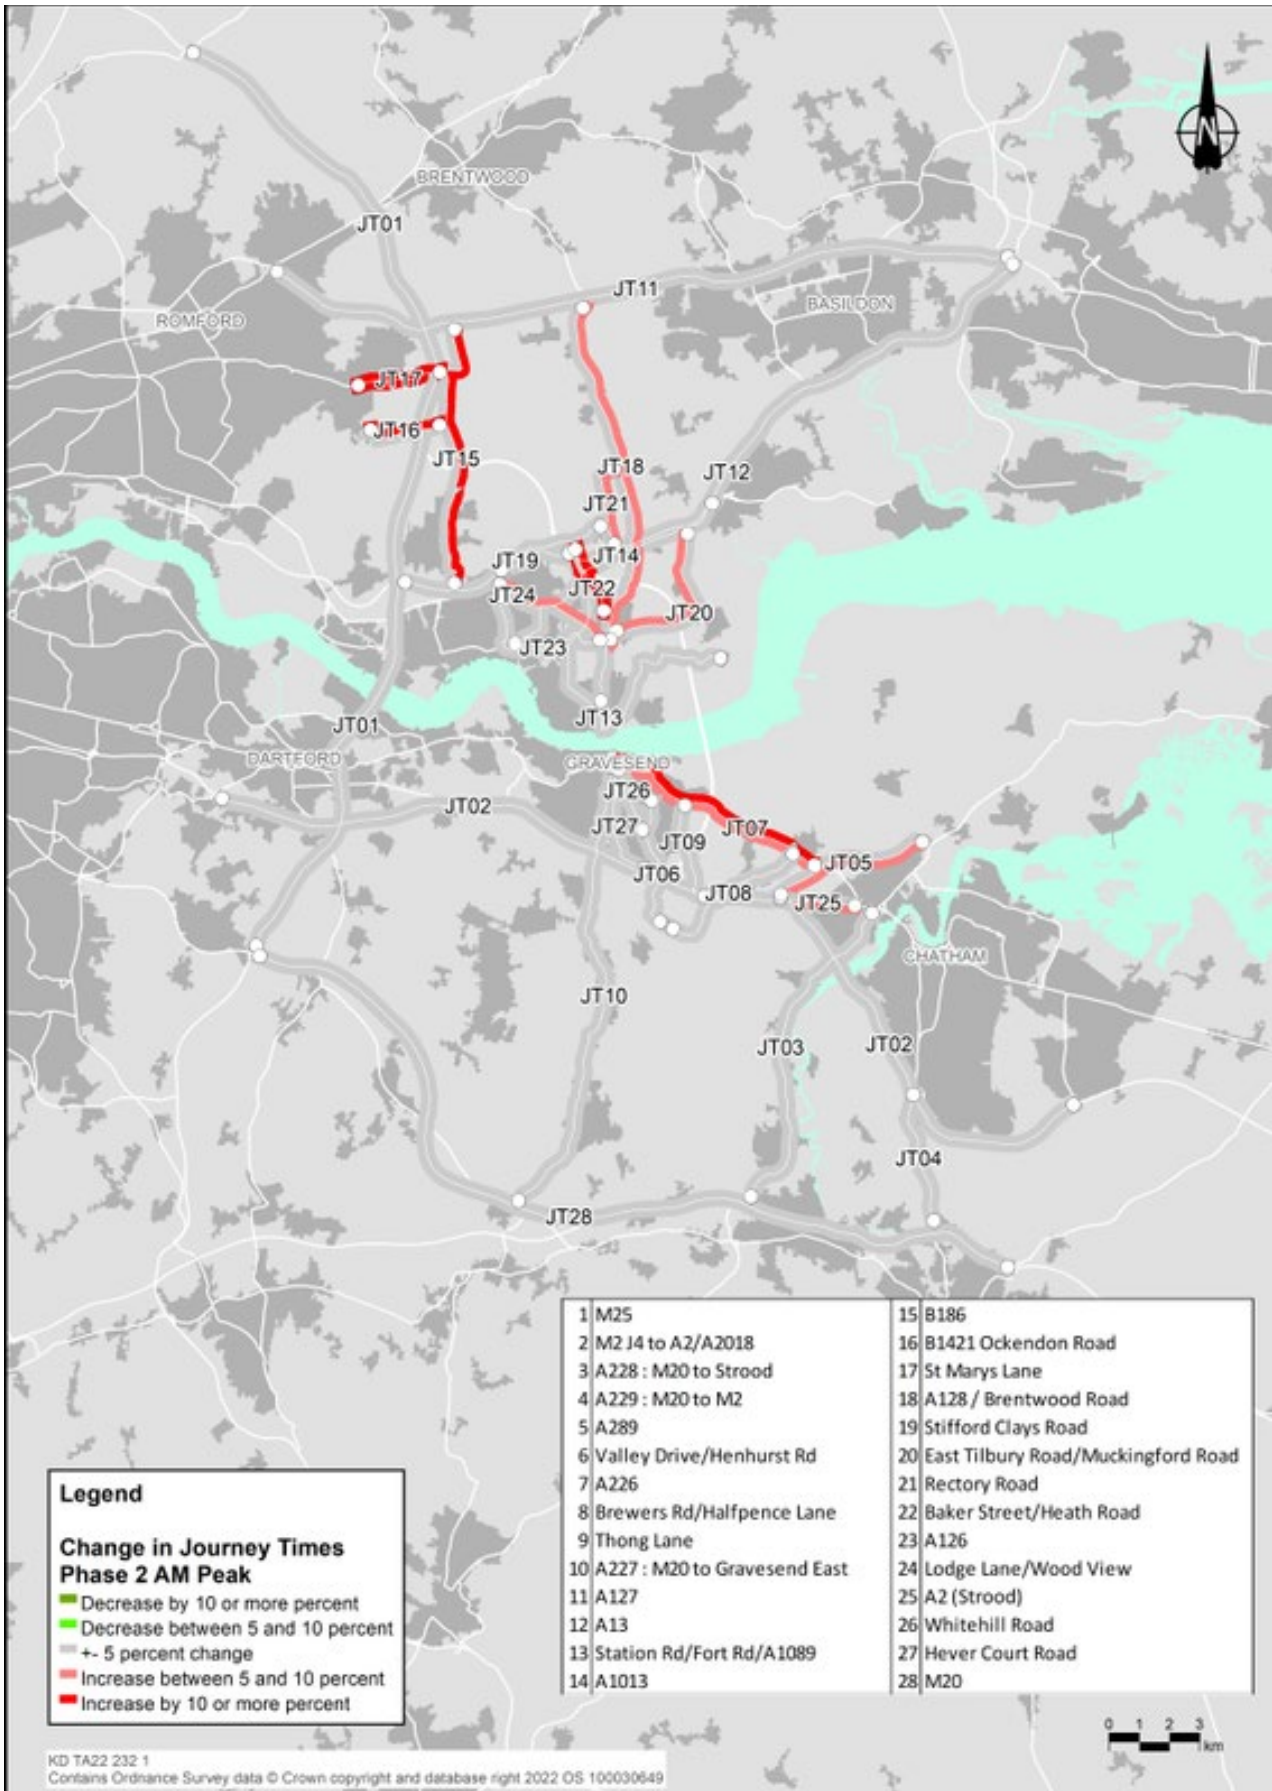 N
BRENTWOOD
JT01
JT11
BASILDON
ROMFORD
JT17
JT16
JT15
JT18
JT12
JT21
JT14
JT19
JT22
JT24
JT20
JT23
JT13
JT01
DARTFORD
GRAVESEND
JT26
JT02
JT27
JT07
JT09
JT06
JT05
JT08
JT25
CHATHAM
JT10
JT03
JT02
JT04
JT28
1 M25
2 M2 J4 to A2/A2018
3 A228 : M20 to Strood
4 A229 : M20 to M2
5 A289
6 Valley Drive/Henhurst Rd
7 A226
8 Brewers Rd/Halfpence Lane
9 Thong Lane
10 A227 : M20 to Gravesend East
11 A127
12 A13
13 Station Rd/Fort Rd/A1089
14 A1013
15 B186
16 B1421 Ockendon Road
17 St Marys Lane
18 A128 / Brentwood Road
19 Stifford Clays Road
20 East Tilbury Road/Muckingford Road
21 Rectory Road
22 Baker Street/Heath Road
23 A126
24 Lodge Lane/Wood View
25 A2 (Strood)
26 Whitehill Road
27 Hever Court Road
28 M20
Legend
Change in Journey Times
Phase 2 AM Peak
Decrease by 10 or more percent
Decrease between 5 and 10 percent
+- 5 percent change
Increase between 5 and 10 percent
Increase by 10 or more percent
0 1 2 3
km
KD TA22 232 1
Contains Ordnance Survey data © Crown copyright and database right 2022 OS 100030649